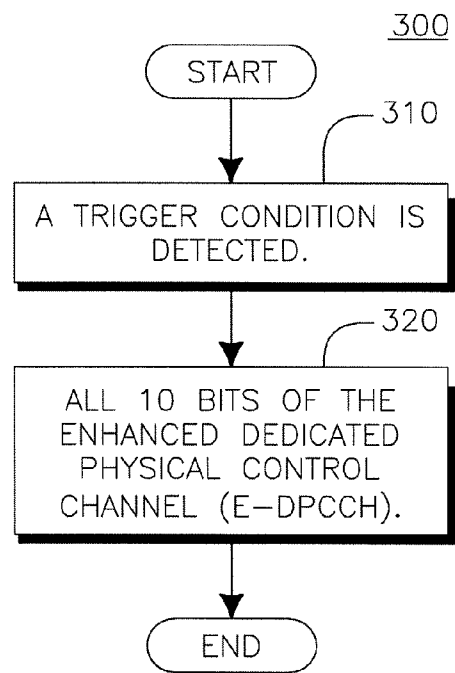 300
START
310
A TRIGGER CONDITION IS
DETECTED.
320
ALL 10 BITS OF THE
ENHANCED DEDICATED
PHYSICAL CONTROL
CHANNEL (E-DPCCH).
END